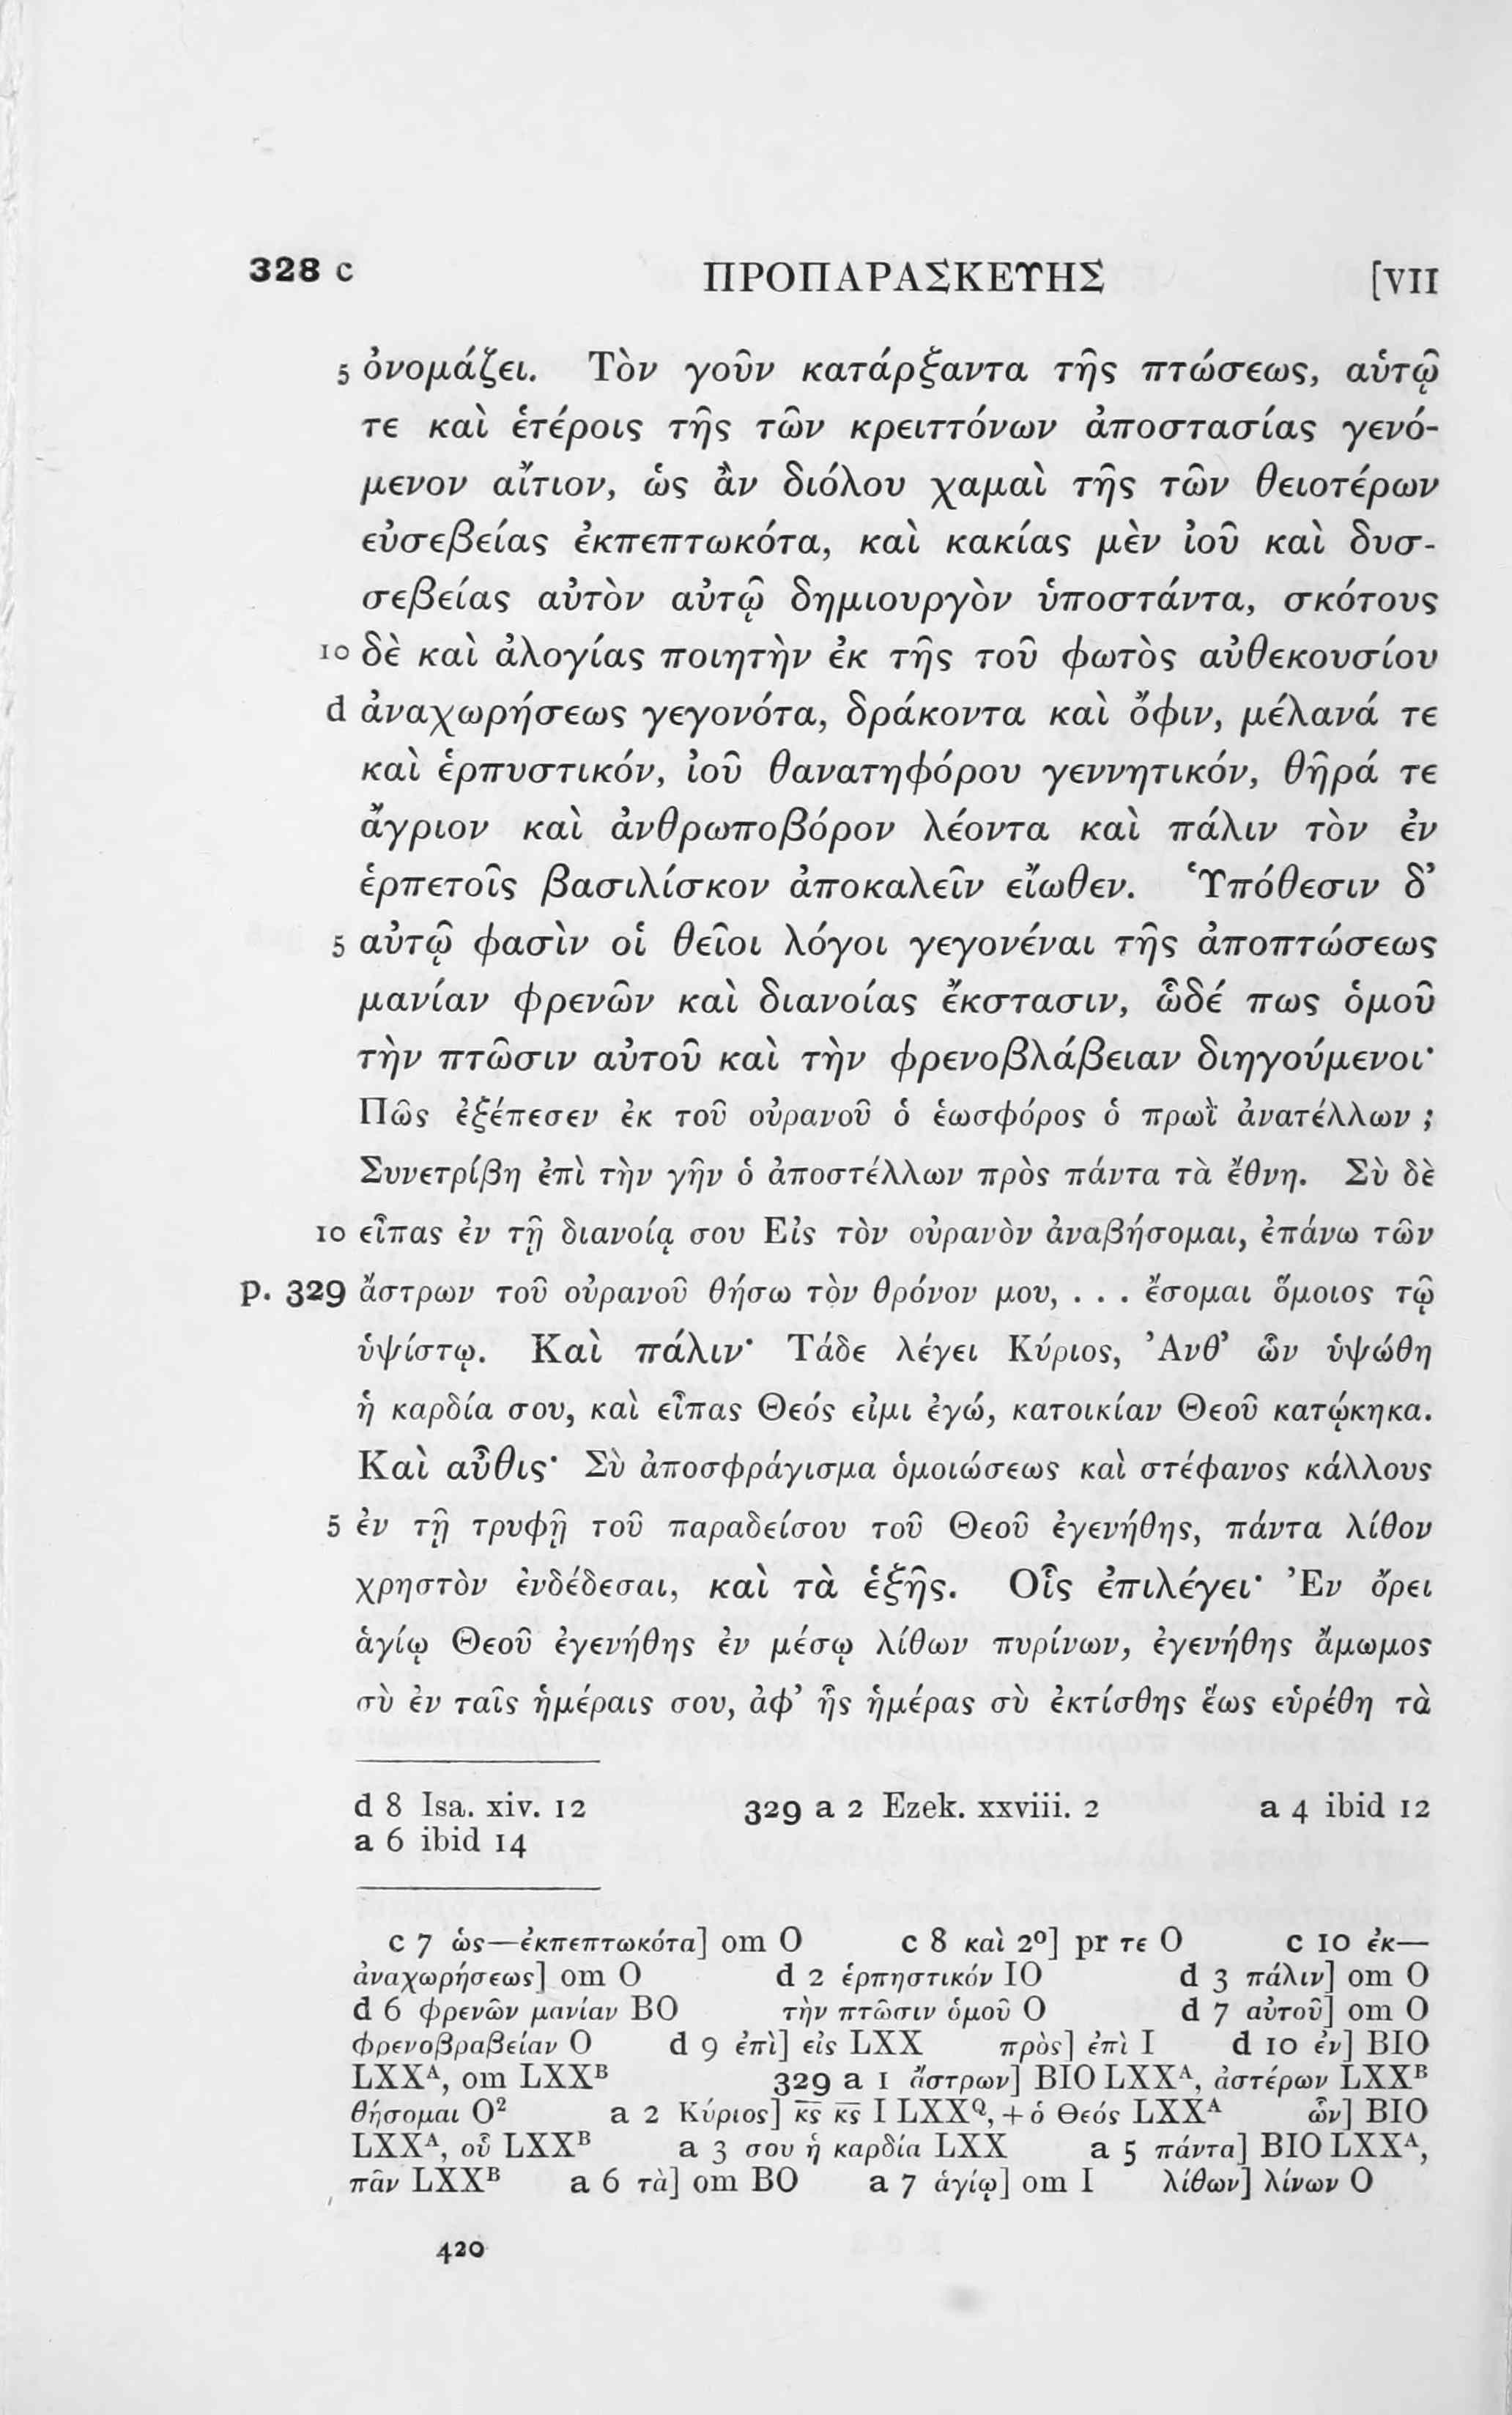 328 c ΠΡΟΠΑΡΑΣΚΕΥΗΣ [VII
5 ὀνομάζει. Τὸν γοῦν κατάρξαντα τῆς πτώσεως, αὑτῷ
τε καὶ ἑτέροις τῆς τῶν κρειττόνων ἀποστασίας γενό-
μενον αἴτιον, ὡς ἂν διόλου χαμαὶ τῆς τῶν θειοτέρων
εὐσεβείας ἐκπεπτωκότα, καὶ κακίας μὲν ἰοῦ καὶ δυσ-
σεβείας αὐτὸν αὑτῷ δημιουργὸν ὑποστάντα, σκότους
10 δὲ καὶ ἀλογίας ποιητὴν ἐκ τῆς τοῦ φωτὸς αὐθεκουσίου
d ἀναχωρήσεως γεγονότα, δράκοντα καὶ ὄφιν, μέλανά τε
καὶ ἑρπυστικόν, ἰοῦ θανατηφόρου γεννητικόν, θῆρά τε
ἄγριον καὶ ἀνθρωποβόρον λέοντα καὶ πάλιν τὸν ἐν
ἑρπετοῖς βασιλίσκον ἀποκαλεῖν εἴωθεν. Ὑπόθεσιν δ’
5 αὐτῷ φασὶν οἱ θεῖοι λόγοι γεγονέναι τῆς ἀποπτώσεως
μανίαν φρενῶν καὶ διανοίας ἔκστασιν, ὧδέ πως ὁμοῦ
τὴν πτῶσιν αὐτοῦ καὶ τὴν φρενοβλάβειαν διηγούμενοι·
Πῶς ἐξέπεσεν ἐκ τοῦ οὐρανοῦ ὁ ἑωσφόρος ὁ πρωῒ ἀνατέλλων ;
Συνετρίβη ἐπὶ τὴν γῆν ὁ ἀποστέλλων πρὸς πάντα τὰ ἔθνη. Σὺ δὲ
10 εἶπας ἐν τῇ διανοίᾳ σου Εἰς τὸν οὐρανὸν ἀναβήσομαι, ἐπάνω τῶν
p. 329 ἄστρων τοῦ οὐρανοῦ θήσω τὸν θρόνον μου, . . . ἔσομαι ὅμοιος τῷ
ὑψίστῳ. Καὶ πάλιν· Τάδε λέγει Κύριος, Ἀνθ’ ὧν ὑψώθη
ἡ καρδία σου, καὶ εἶπας Θεός εἰμι ἐγώ, κατοικίαν Θεοῦ κατῴκηκα.
Καὶ αὖθις· Σὺ ἀποσφράγισμα ὁμοιώσεως καὶ στέφανος κάλλους
5 ἐν τῇ τρυφῇ τοῦ παραδείσου τοῦ Θεοῦ ἐγενήθης, πάντα λίθον
χρηστὸν ἐνδέδεσαι, καὶ τὰ ἑξῆς. Οἷς ἐπιλέγει· Ἐν ὄρει
ἁγίῳ Θεοῦ ἐγενήθης ἐν μέσῳ λίθων πυρίνων, ἐγενήθης ἄμωμος
σὺ ἐν ταῖς ἡμέραις σου, ἀφ’ ἧς ἡμέρας σὺ ἐκτίσθης ἕως εὑρέθη τὰ
d 8 Isa. xiv. 12 329 a 2 Ezek. xxviii. 2 a 4 ibid 12
a 6 ibid 14
c 7 ὡς—ἐκπεπτωκότα] om O c 8 καὶ 2⁰] pr τε O c 10 ἐκ—
ἀναχωρήσεως] om O d 2 ἑρπηστικόν IO d 3 πάλιν] om O
d 6 φρενῶν μανίαν BO τὴν πτῶσιν ὁμοῦ O d 7 αὐτοῦ] om O
φρενοβραβείαν O d 9 ἐπὶ] εἰς LXX πρὸς] ἐπὶ I d 10 ἐν] BIO
LXXᴬ, om LXXᴮ 329 a 1 ἄστρων] BIO LXXᴬ, ἀστέρων LXXᴮ
θήσομαι O² a 2 Κύριος] κ̅ς̅ κ̅ς̅ I LXXQ, + ὁ Θεός LXXᴬ ὧν] BIO
LXXᴬ, οὗ LXXᴮ a 3 σου ἡ καρδία LXX a 5 πάντα] BIO LXXᴬ,
πᾶν LXXᴮ a 6 τὰ] om BO a 7 ἁγίῳ] om I λίθων] λίνων O
420